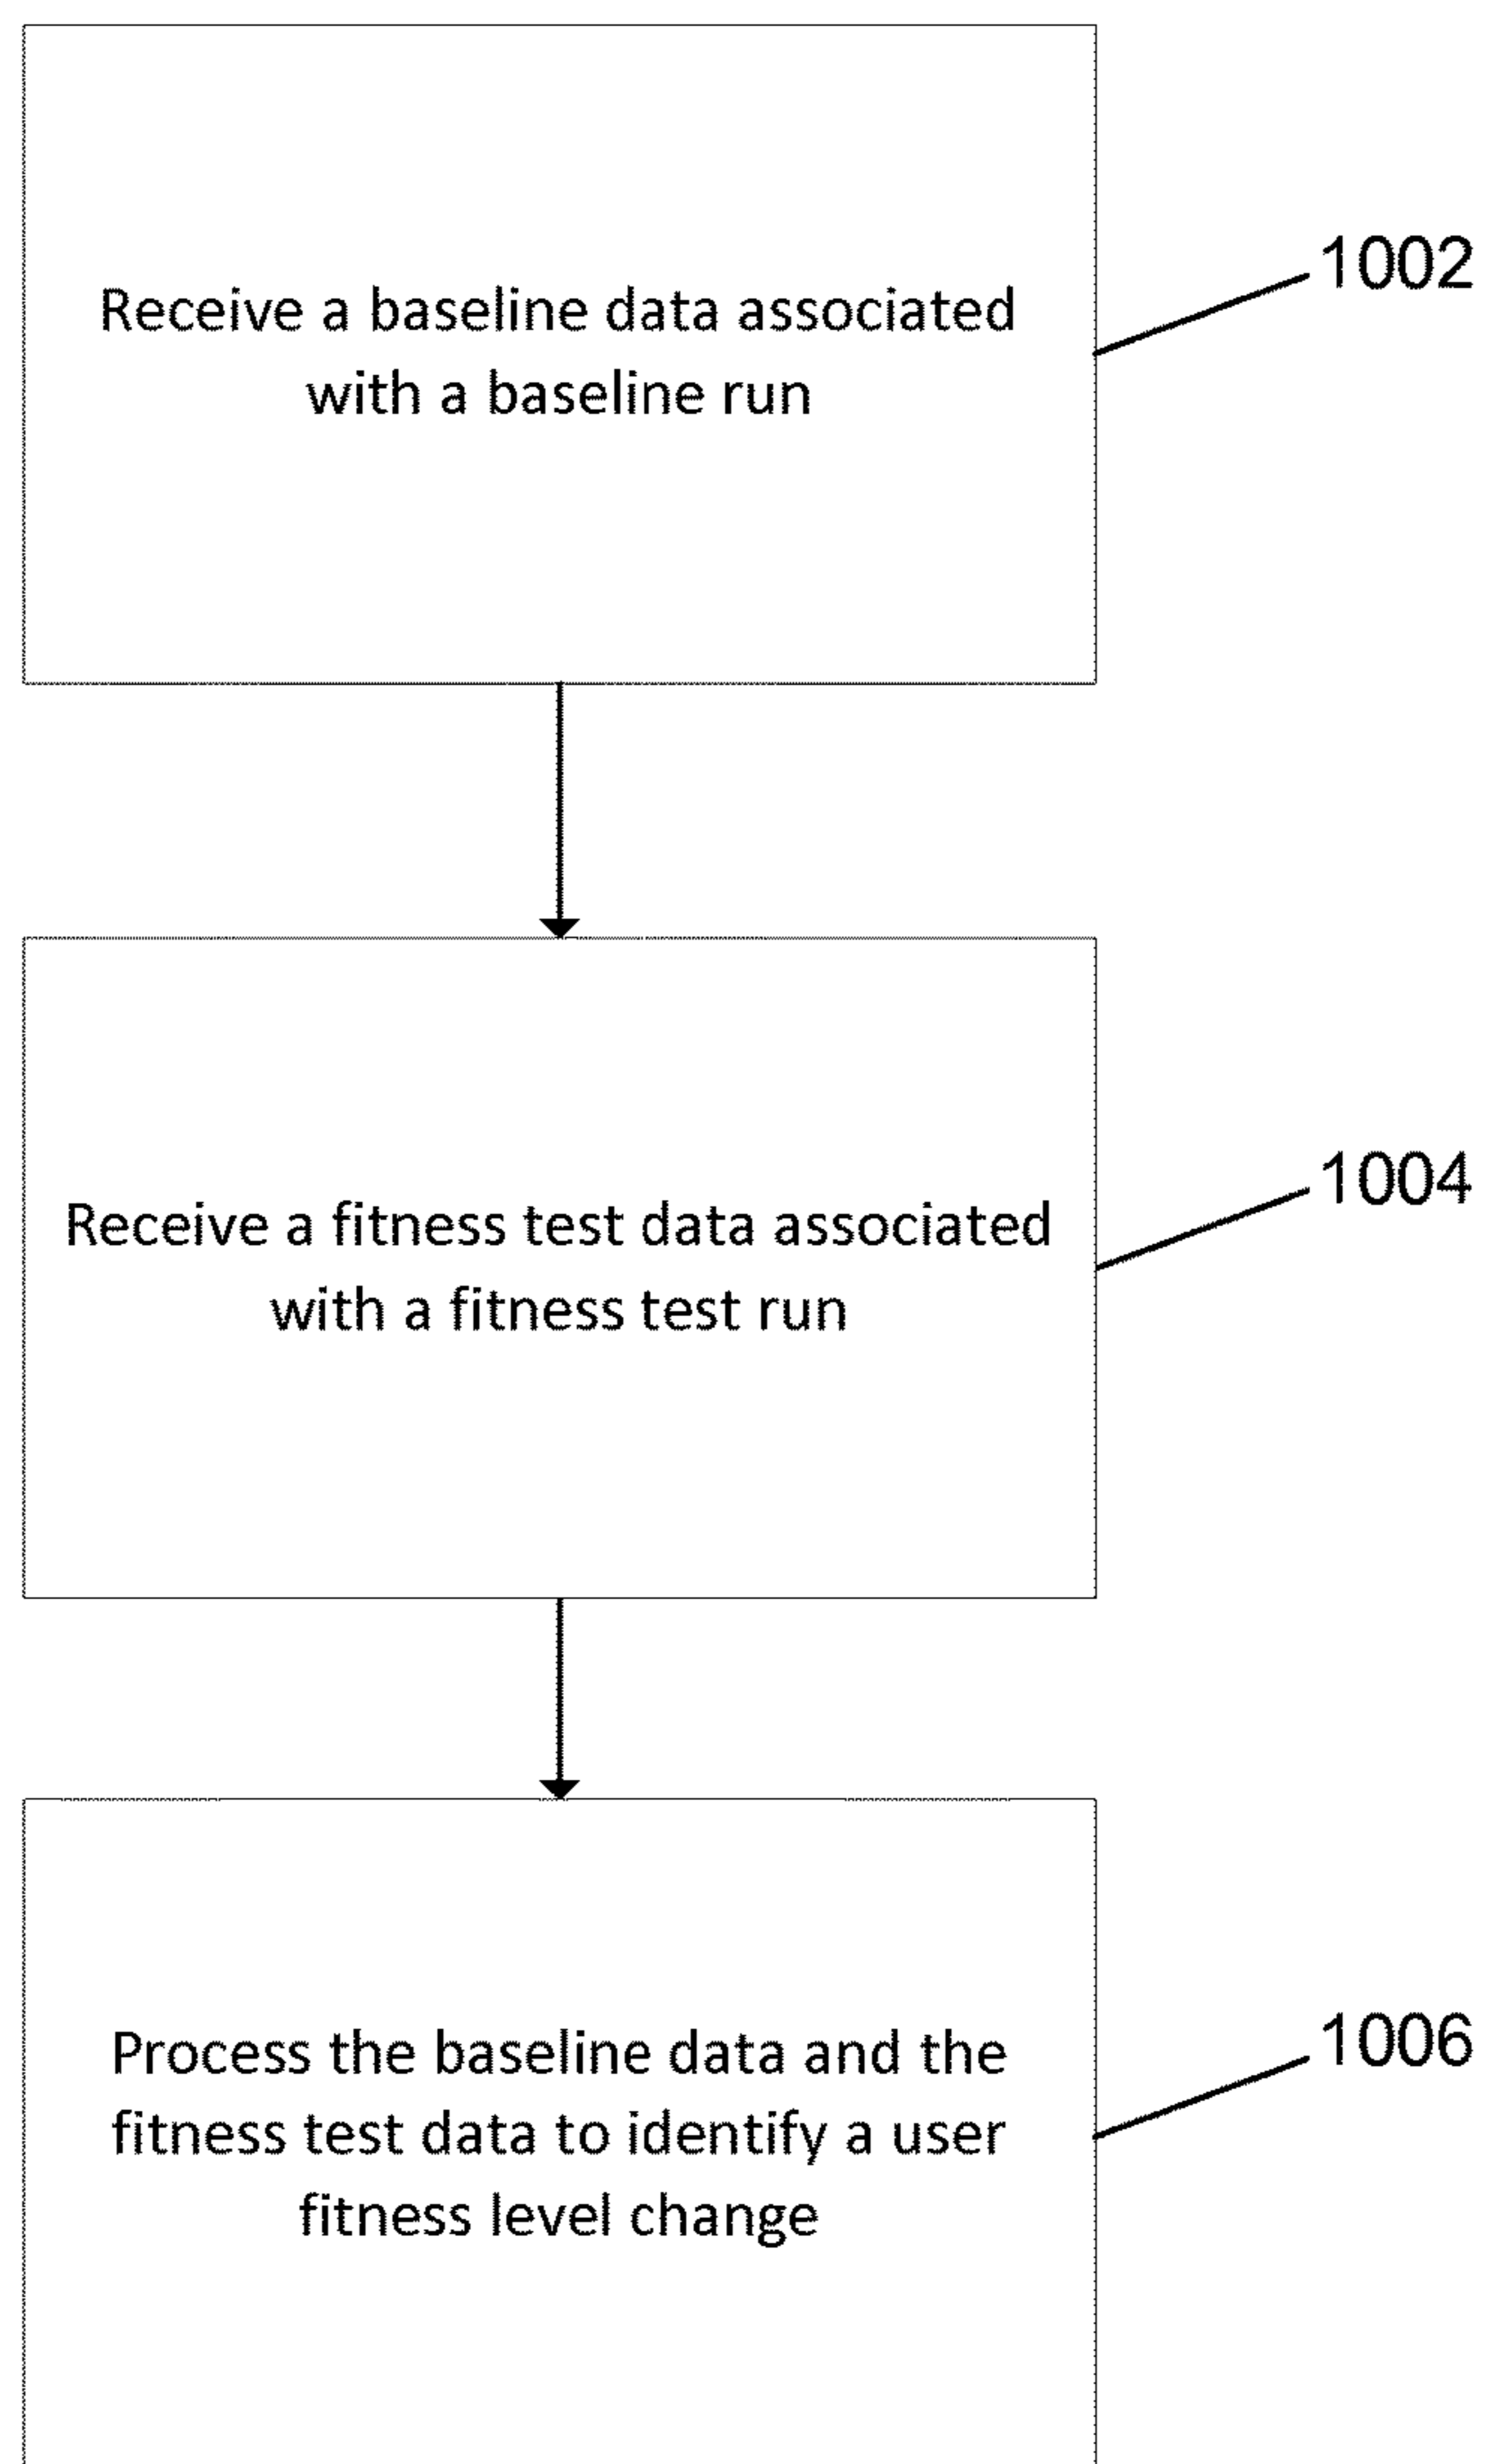 Receive a baseline data associated
with a baseline run
1002
Receive a fitness test data associated
with a fitness test run
1004
Process the baseline data and the
fitness test data to identify a user
fitness level change
1006